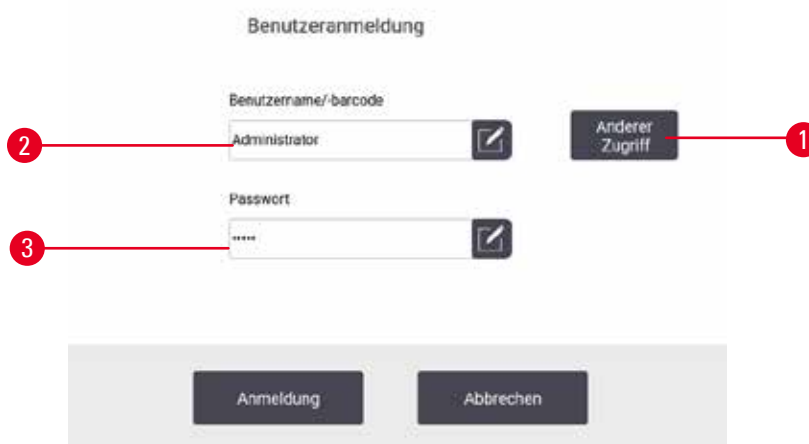 Benutzeranmeldung
Benutzername/-barcode
2
Administrator
Anderer
Zugriff
1
Passwort
3
•••••
Anmeldung
Abbrechen